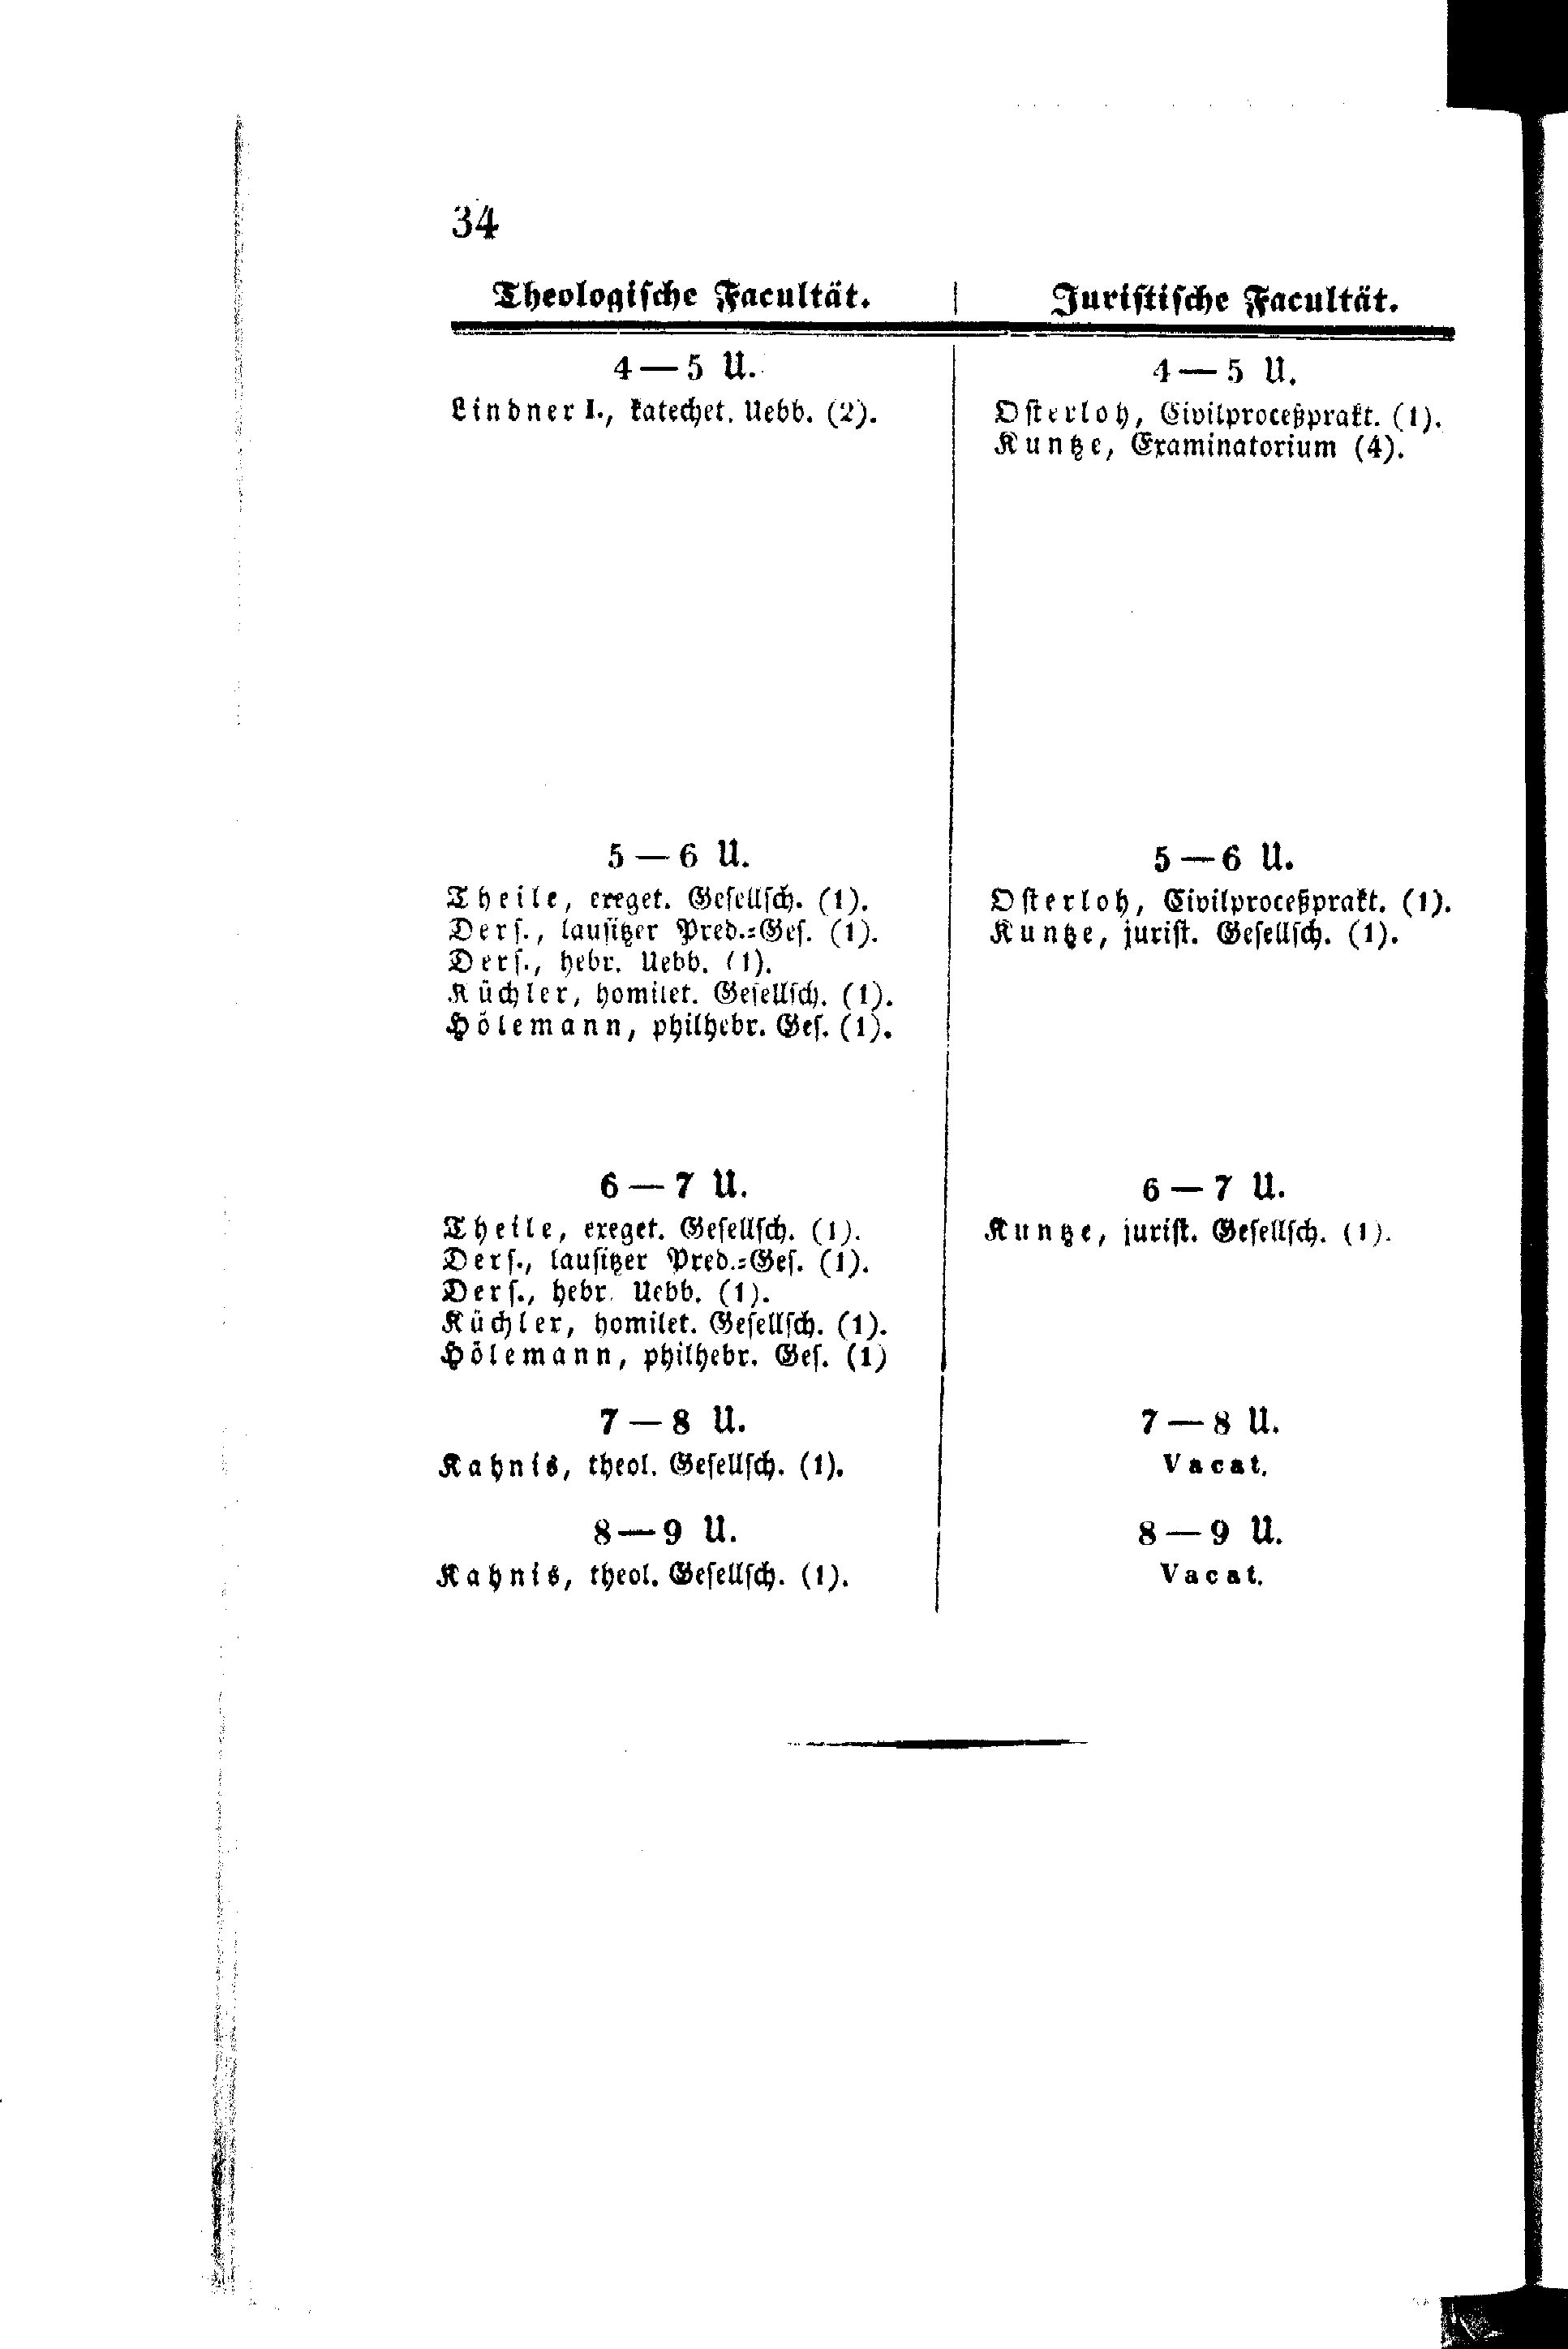 34
Theologische Facultät.
4 — 5 U.
Lindner I., katechet. Uebb. (2).
5 — 6 U.
Theile, exeget. Gesellsch. (1).
Ders., lausitzer Pred.=Ges. (1).
Ders., hebr. Uebb. (1).
Küchler, homilet. Gesellsch. (1).
Hölemann, philhebr. Ges. (1).
6 — 7 U.
Theile, exeget. Gesellsch. (1).
Ders., lausitzer Pred.=Ges. (1).
Ders., hebr. Uebb. (1).
Küchler, homilet. Gesellsch. (1).
Hölemann, philhebr. Ges. (1)
7 — 8 U.
Kahnis, theol. Gesellsch. (1).
8 — 9 U.
Kahnis, theol. Gesellsch. (1).
Juristische Facultät.
4 — 5 U.
Osterloh, Civilproceßprakt. (1).
Kuntze, Examinatorium (4).
5 — 6 U.
Osterloh, Civilproceßprakt. (1).
Kuntze, jurist. Gesellsch. (1).
6 — 7 U.
Kuntze, jurist. Gesellsch. (1).
7 — 8 U.
Vacat.
8 — 9 U.
Vacat.